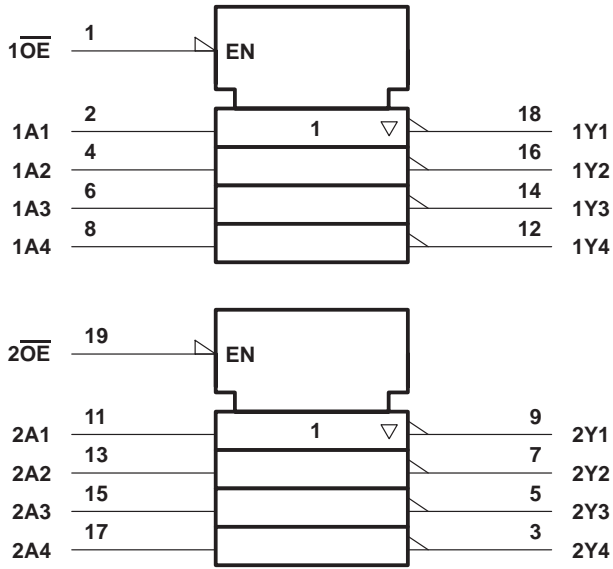 1O̅E̅ 1 EN
1A1 2 1 ▽ 18 1Y1
1A2 4 16 1Y2
1A3 6 14 1Y3
1A4 8 12 1Y4
2O̅E̅ 19 EN
2A1 11 1 ▽ 9 2Y1
2A2 13 7 2Y2
2A3 15 5 2Y3
2A4 17 3 2Y4